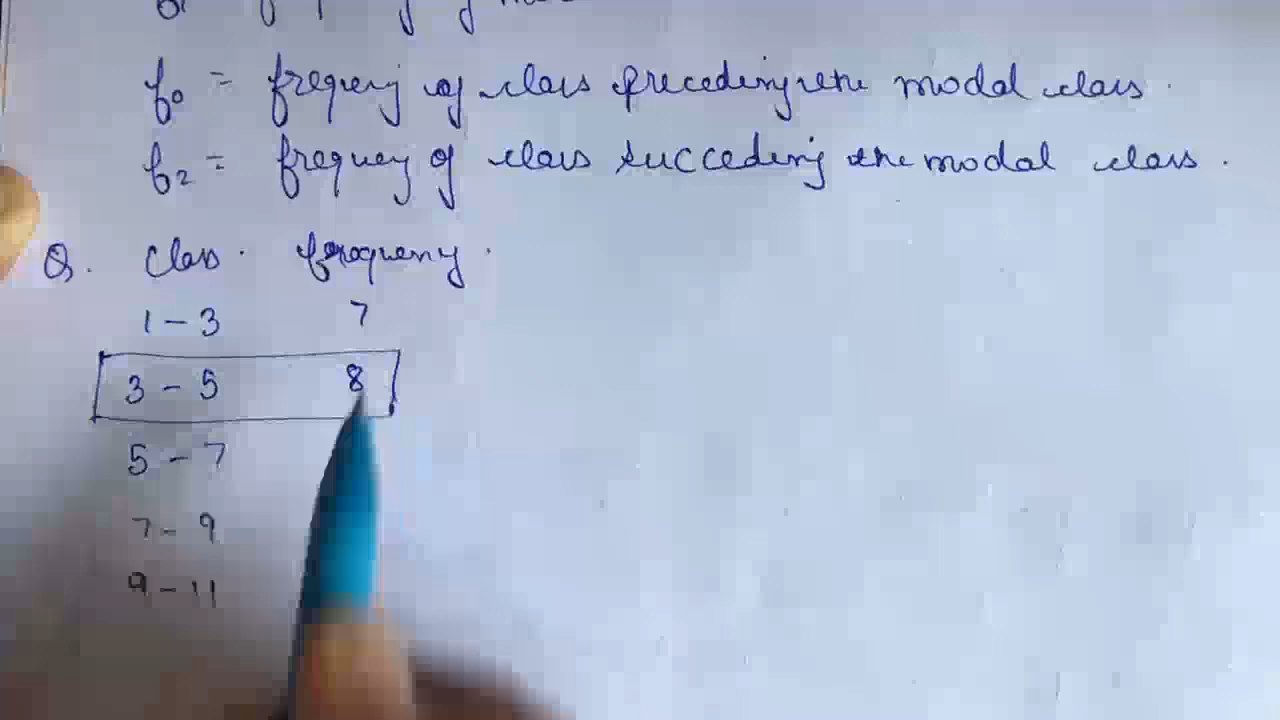 f₀ = frequency of class preceding the modal class.
f₂ = frequency of class succeding the modal class.
Q. class. frequency.
1 - 3 7
3 - 5 8
5 - 7
7 - 9
9 - 11